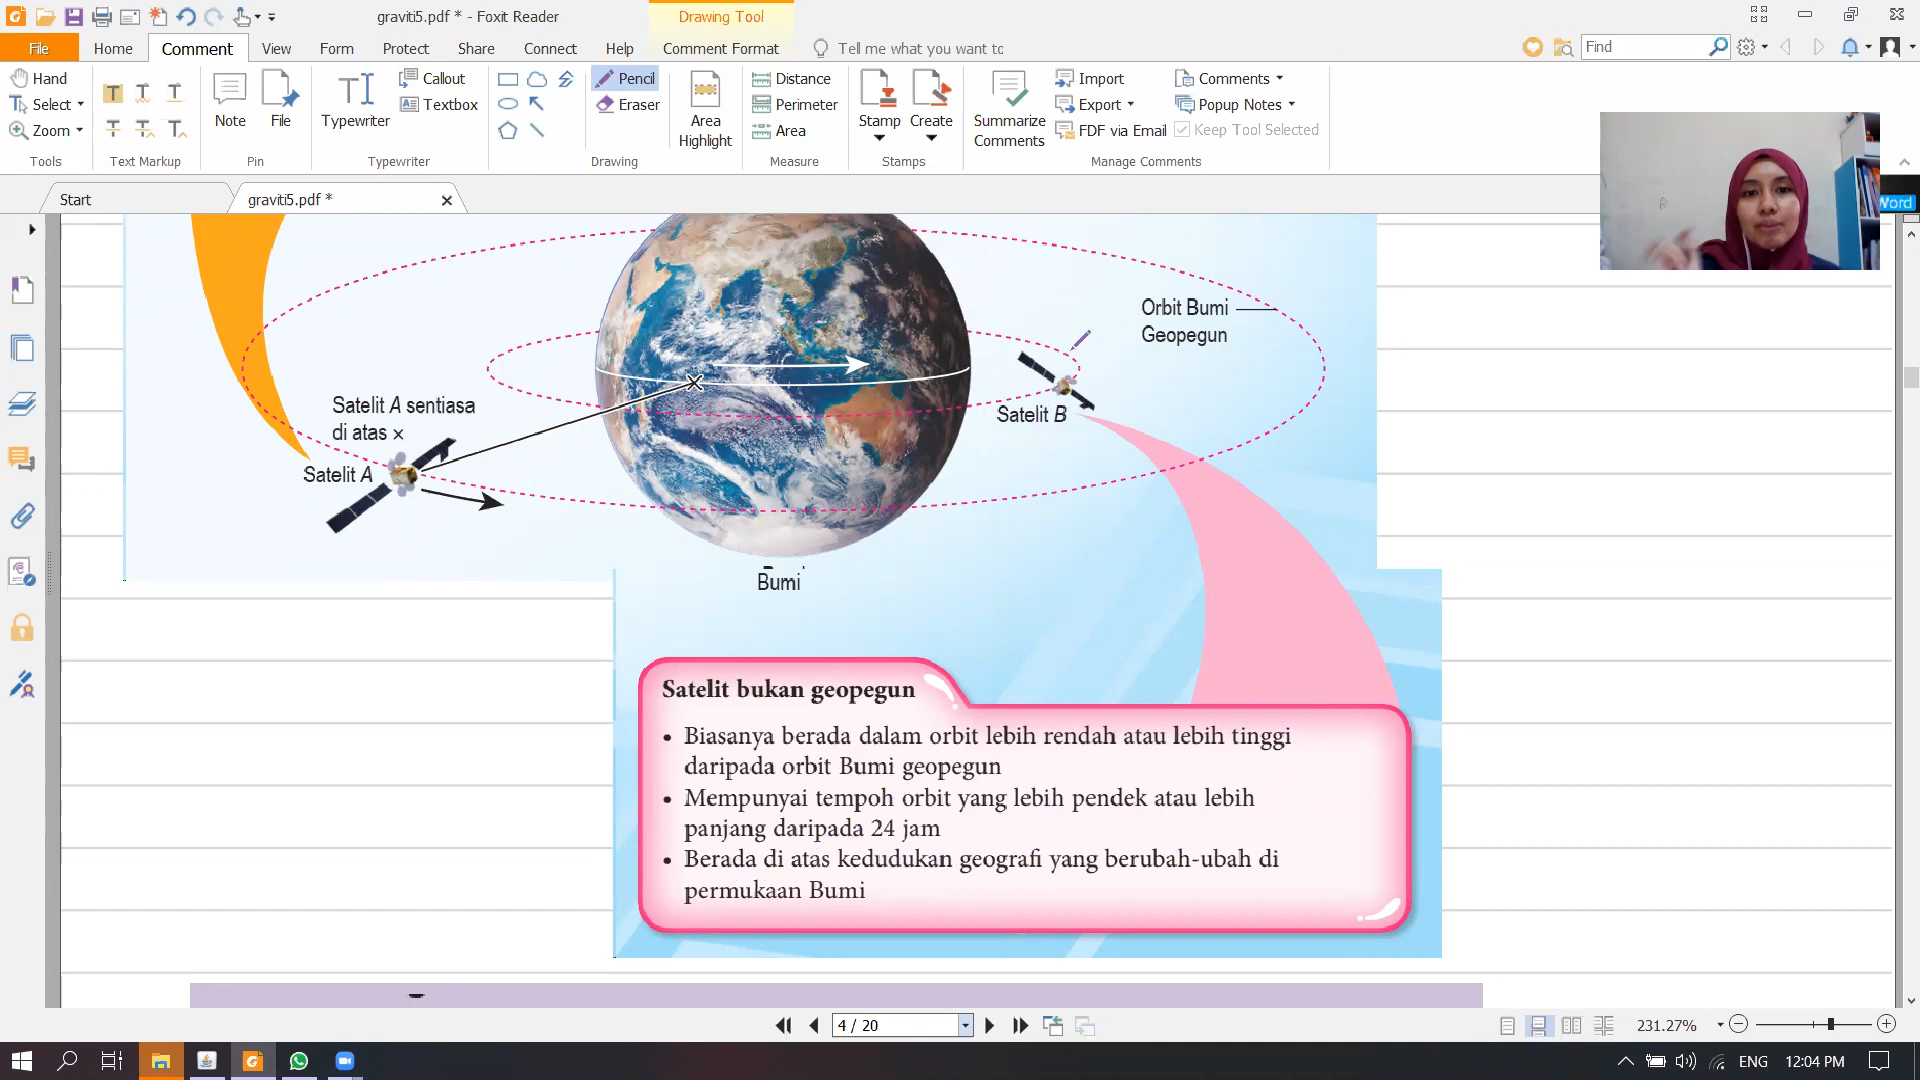 graviti5.pdf * - Foxit Reader
Drawing Tool
File Home Comment View Form Protect Share Connect Help Comment Format Tell me what you want to
Find
Hand
Select
Zoom
Tools
Text Markup
Note
File
Pin
Typewriter
Callout
Textbox
Typewriter
Pencil
Eraser
Area
Highlight
Drawing
Distance
Perimeter
Area
Measure
Stamp
Create
Stamps
Summarize
Comments
Import
Export
FDF via Email
Comments
Popup Notes
Keep Tool Selected
Manage Comments
Start
graviti5.pdf *
Word
Orbit Bumi
Geopegun
Satelit A sentiasa
di atas ×
Satelit A
Satelit B
Bumi
Satelit bukan geopegun
• Biasanya berada dalam orbit lebih rendah atau lebih tinggi
daripada orbit Bumi geopegun
• Mempunyai tempoh orbit yang lebih pendek atau lebih
panjang daripada 24 jam
• Berada di atas kedudukan geografi yang berubah-ubah di
permukaan Bumi
4 / 20
231.27%
ENG
12:04 PM